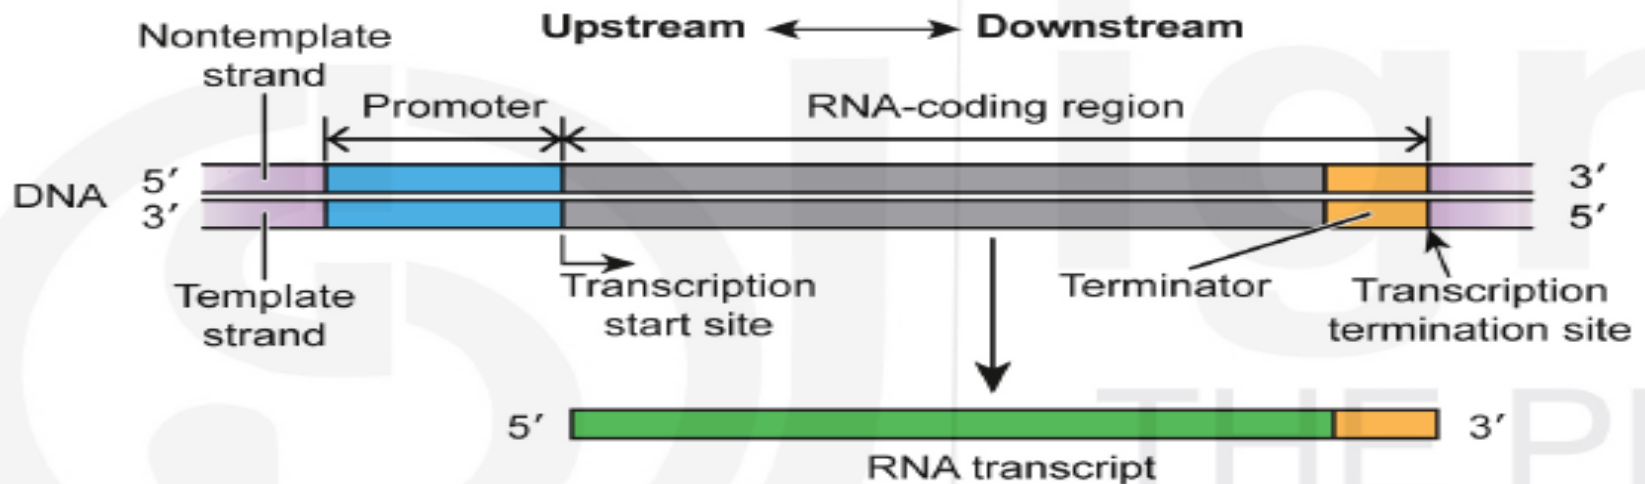 Upstream Downstream
Nontemplate
strand
Promoter
RNA-coding region
DNA
5′
3′
3′
5′
Template
strand
Transcription
start site
Terminator
Transcription
termination site
5′
3′
RNA transcript
THE P